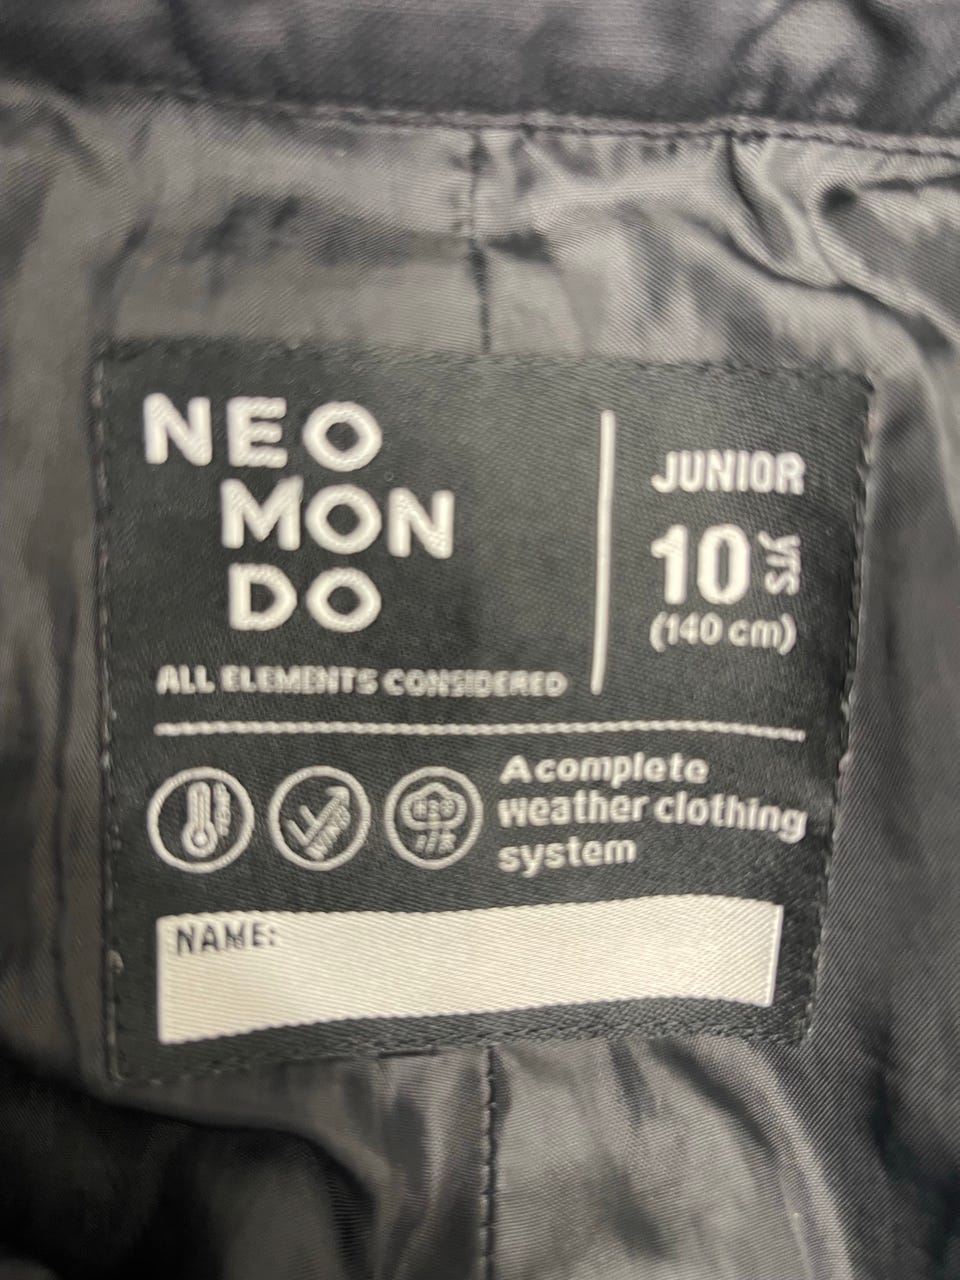 NEO
MON
DO
ALL ELEMENTS CONSIDERED
JUNIOR
10 YRS
(140 cm)
A complete
weather clothing
system
NAME: